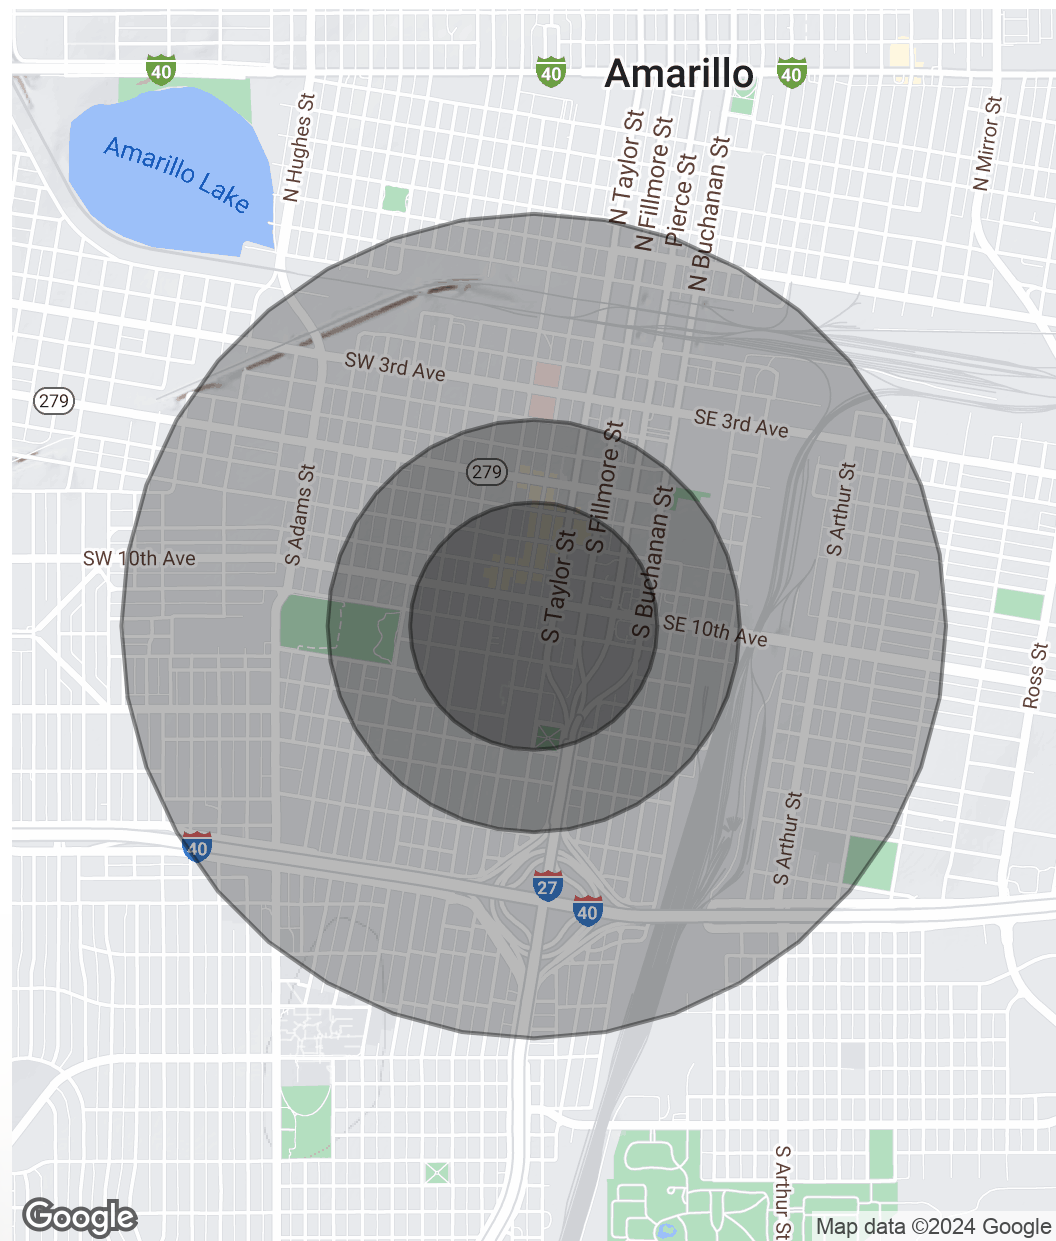 40
40
Amarillo
40
N Hughes St
N Mirror St
N Taylor St
N Fillmore St
Pierce St
N Buchanan St
Amarillo Lake
SW 3rd Ave
279
SE 3rd Ave
279
S Fillmore St
S Adams St
S Arthur St
S Buchanan St
SW 10th Ave
S Taylor St
SE 10th Ave
Ross St
S Arthur St
40
27
40
S Arthur St
Google
Map data ©2024 Google